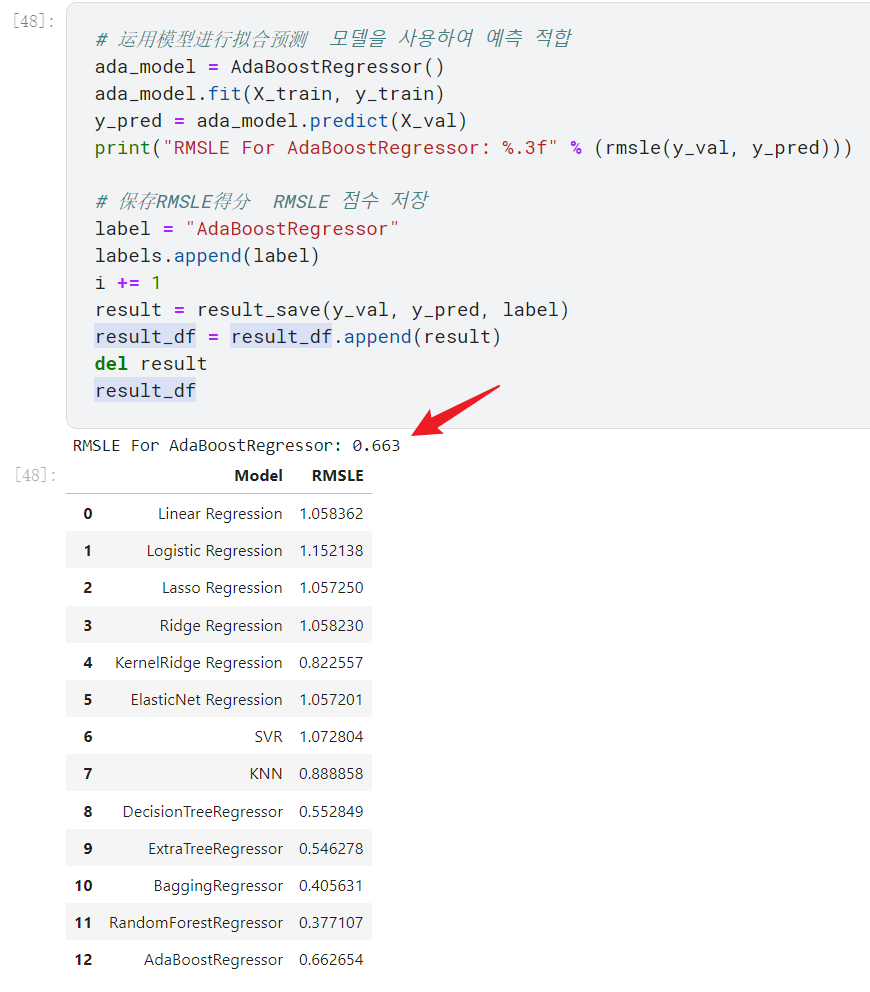 [48]:
# 运用模型进行拟合预测  모델을 사용하여 예측 적합
ada_model = AdaBoostRegressor()
ada_model.fit(X_train, y_train)
y_pred = ada_model.predict(X_val)
print("RMSLE For AdaBoostRegressor: %.3f" % (rmsle(y_val, y_pred)))
# 保存RMSLE得分  RMSLE 점수 저장
label = "AdaBoostRegressor"
labels.append(label)
i += 1
result = result_save(y_val, y_pred, label)
result_df = result_df.append(result)
del result
result_df
RMSLE For AdaBoostRegressor: 0.663
[48]:
Model RMSLE
0 Linear Regression 1.058362
1 Logistic Regression 1.152138
2 Lasso Regression 1.057250
3 Ridge Regression 1.058230
4 KernelRidge Regression 0.822557
5 ElasticNet Regression 1.057201
6 SVR 1.072804
7 KNN 0.888858
8 DecisionTreeRegressor 0.552849
9 ExtraTreeRegressor 0.546278
10 BaggingRegressor 0.405631
11 RandomForestRegressor 0.377107
12 AdaBoostRegressor 0.662654